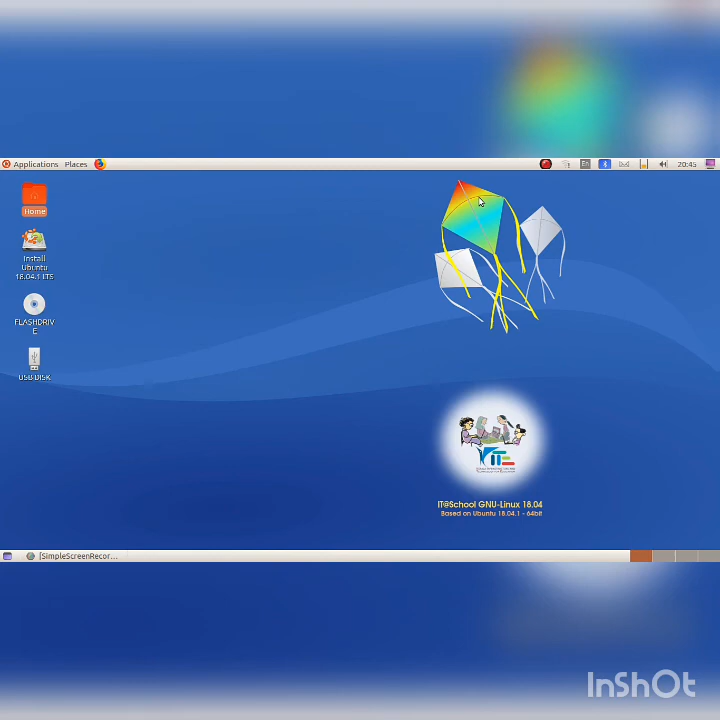 Applications Places
En
20:45
Home
Install
Ubuntu
18.04.1 LTS
FLASHDRIV
E
USB DISK
IT@School GNU-Linux 18.04
Based on Ubuntu 18.04.1 - 64bit
[SimpleScreenRecor...
InShOt